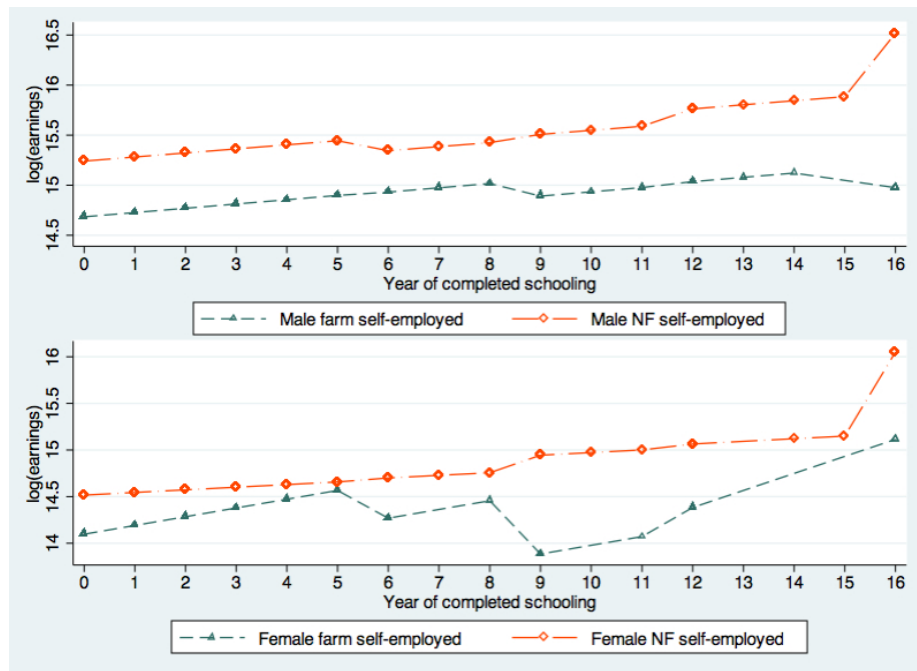 log(earnings)
16.5
16
15.5
15
14.5
0 1 2 3 4 5 6 7 8 9 10 11 12 13 14 15 16
Year of completed schooling
Male farm self-employed Male NF self-employed
log(earnings)
16
15.5
15
14.5
14
0 1 2 3 4 5 6 7 8 9 10 11 12 13 14 15 16
Year of completed schooling
Female farm self-employed Female NF self-employed